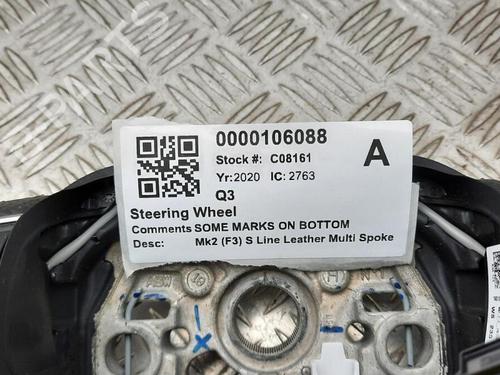 0000106088
Stock #: C08161
A
Yr:2020 IC: 2763
Q3
Steering Wheel
Comments SOME MARKS ON BOTTOM
Desc: Mk2 (F3) S Line Leather Multi Spoke